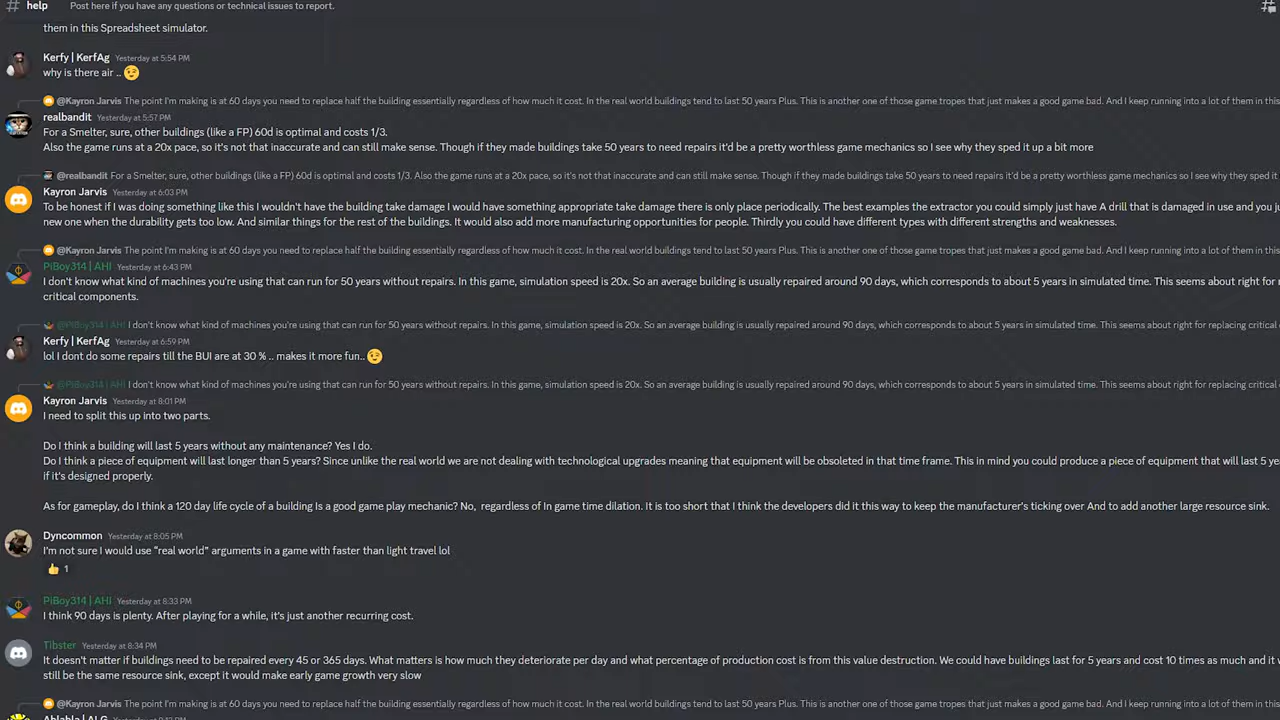 # help Post here if you have any questions or technical issues to report.
them in this Spreadsheet simulator.
Kerfy | KerfAg Yesterday at 5:54 PM
why is there air .. 😉
@Kayron Jarvis The point I'm making is at 60 days you need to replace half the building essentially regardless of how much it cost. In the real world buildings tend to last 50 years Plus. This is another one of those game tropes that just makes a good game bad. And I keep running into a lot of them in this
realbandit Yesterday at 5:57 PM
For a Smelter, sure, other buildings (like a FP) 60d is optimal and costs 1/3.
Also the game runs at a 20x pace, so it's not that inaccurate and can still make sense. Though if they made buildings take 50 years to need repairs it'd be a pretty worthless game mechanics so I see why they sped it up a bit more
@realbandit For a Smelter, sure, other buildings (like a FP) 60d is optimal and costs 1/3. Also the game runs at a 20x pace, so it's not that inaccurate and can still make sense. Though if they made buildings take 50 years to need repairs it'd be a pretty worthless game mechanics so I see why they sped it
Kayron Jarvis Yesterday at 6:03 PM
To be honest if I was doing something like this I wouldn't have the building take damage I would have something appropriate take damage there is only place periodically. The best examples the extractor you could simply just have A drill that is damaged in use and you
new one when the durability gets too low. And similar things for the rest of the buildings. It would also add more manufacturing opportunities for people. Thirdly you could have different types with different strengths and weaknesses.
@Kayron Jarvis The point I'm making is at 60 days you need to replace half the building essentially regardless of how much it cost. In the real world buildings tend to last 50 years Plus. This is another one of those game tropes that just makes a good game bad. And I keep running into a lot of them in this
PiBoy314 | AHI Yesterday at 6:43 PM
I don't know what kind of machines you're using that can run for 50 years without repairs. In this game, simulation speed is 20x. So an average building is usually repaired around 90 days, which corresponds to about 5 years in simulated time. This seems about right for
critical components.
@PiBoy314 | AHI I don't know what kind of machines you're using that can run for 50 years without repairs. In this game, simulation speed is 20x. So an average building is usually repaired around 90 days, which corresponds to about 5 years in simulated time. This seems about right for replacing critical
Kerfy | KerfAg Yesterday at 6:59 PM
lol I dont do some repairs till the BUI are at 30 % .. makes it more fun.. 😉
@PiBoy314 | AHI I don't know what kind of machines you're using that can run for 50 years without repairs. In this game, simulation speed is 20x. So an average building is usually repaired around 90 days, which corresponds to about 5 years in simulated time. This seems about right for replacing critical
Kayron Jarvis Yesterday at 8:01 PM
I need to split this up into two parts.
Do I think a building will last 5 years without any maintenance? Yes I do.
Do I think a piece of equipment will last longer than 5 years? Since unlike the real world we are not dealing with technological upgrades meaning that equipment will be obsoleted in that time frame. This in mind you could produce a piece of equipment that will last 5
if it's designed properly.
As for gameplay, do I think a 120 day life cycle of a building Is a good game play mechanic? No, regardless of In game time dilation. It is too short that I think the developers did it this way to keep the manufacturer's ticking over And to add another large resource sink.
Dyncommon Yesterday at 8:05 PM
I'm not sure I would use "real world" arguments in a game with faster than light travel lol
👍 1
PiBoy314 | AHI Yesterday at 8:33 PM
I think 90 days is plenty. After playing for a while, it's just another recurring cost.
Tibster Yesterday at 8:34 PM
It doesn't matter if buildings need to be repaired every 45 or 365 days. What matters is how much they deteriorate per day and what percentage of production cost is from this value destruction. We could have buildings last for 5 years and cost 10 times as much and it
still be the same resource sink, except it would make early game growth very slow
@Kayron Jarvis The point I'm making is at 60 days you need to replace half the building essentially regardless of how much it cost. In the real world buildings tend to last 50 years Plus. This is another one of those game tropes that just makes a good game bad. And I keep running into a lot of them in this